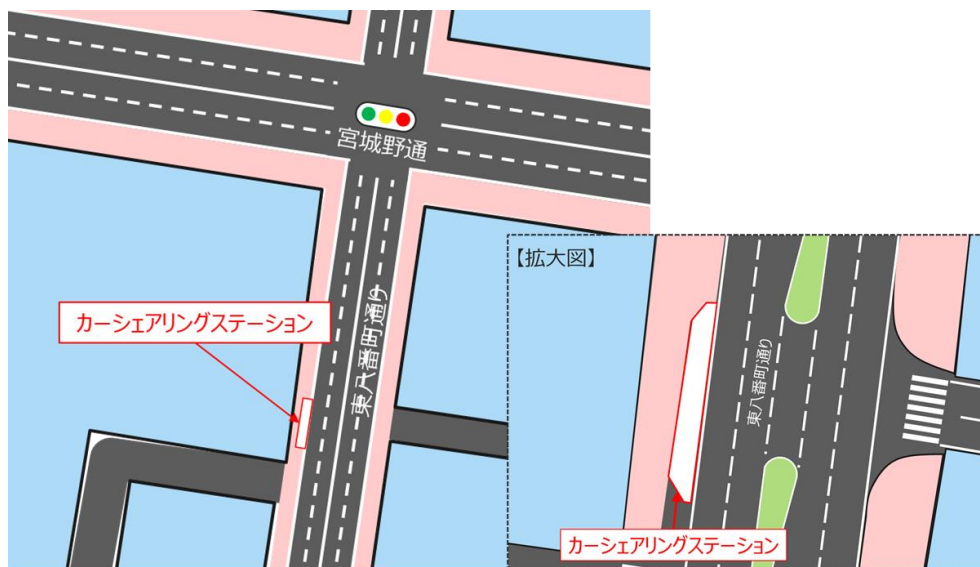 宮城野通
カーシェアリングステーション
東八番町通り
【拡大図】
東八番町通り
カーシェアリングステーション